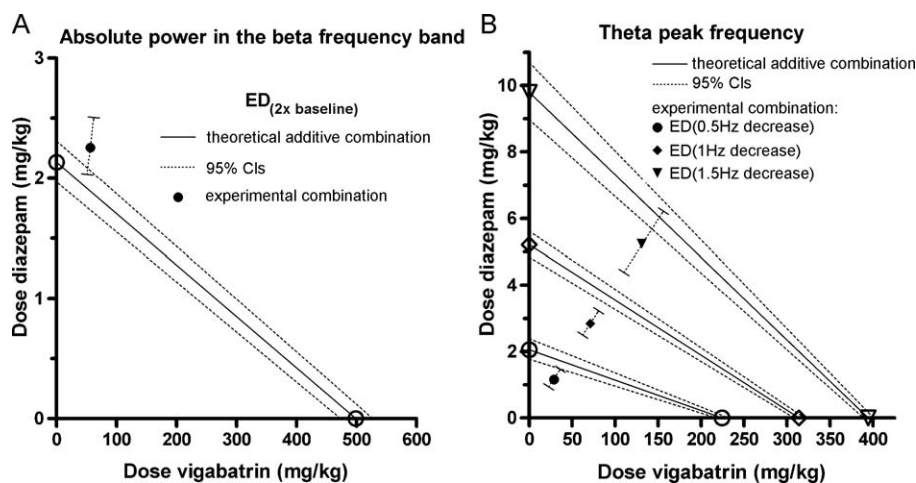 A
Absolute power in the beta frequency band
3
2
1
0
Dose diazepam (mg/kg)
ED(2x baseline)
theoretical additive combination
95% CIs
experimental combination
0 100 200 300 400 500 600
Dose vigabatrin (mg/kg)
B
Theta peak frequency
10
8
6
4
2
0
Dose diazepam (mg/kg)
theoretical additive combination
95% CIs
experimental combination:
ED(0.5Hz decrease)
ED(1Hz decrease)
ED(1.5Hz decrease)
0 50 100 150 200 250 300 350 400 450
Dose vigabatrin (mg/kg)